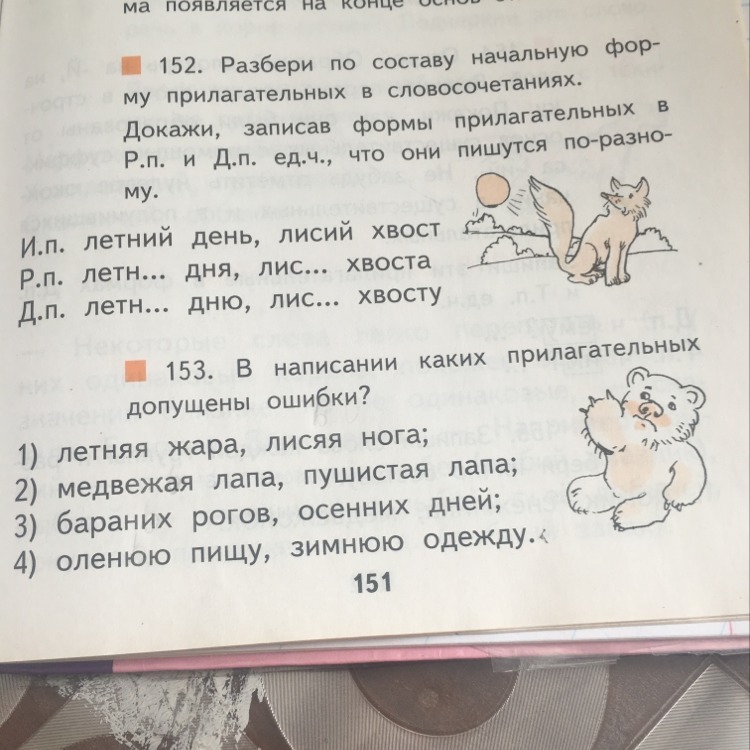 ма появляется на конце основ
152. Разбери по составу начальную фор-
му прилагательных в словосочетаниях.
Докажи, записав формы прилагательных в
Р.п. и Д.п. ед.ч., что они пишутся по-разно-
му.
И.п. летний день, лисий хвост
Р.п. летн... дня, лис... хвоста
Д.п. летн... дню, лис... хвосту
153. В написании каких прилагательных
допущены ошибки?
1) летняя жара, лисяя нога;
2) медвежая лапа, пушистая лапа;
3) бараних рогов, осенних дней;
4) оленюю пищу, зимнюю одежду.
151